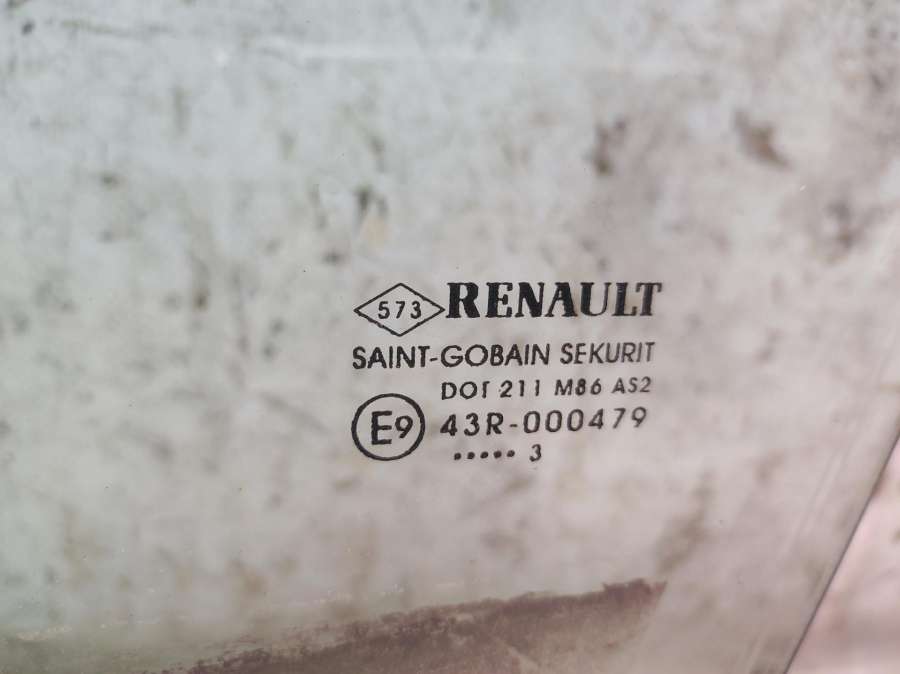 573 RENAULT
SAINT-GOBAIN SEKURIT
DOT 211 M86 AS2
E9 43R-000479
..... 3